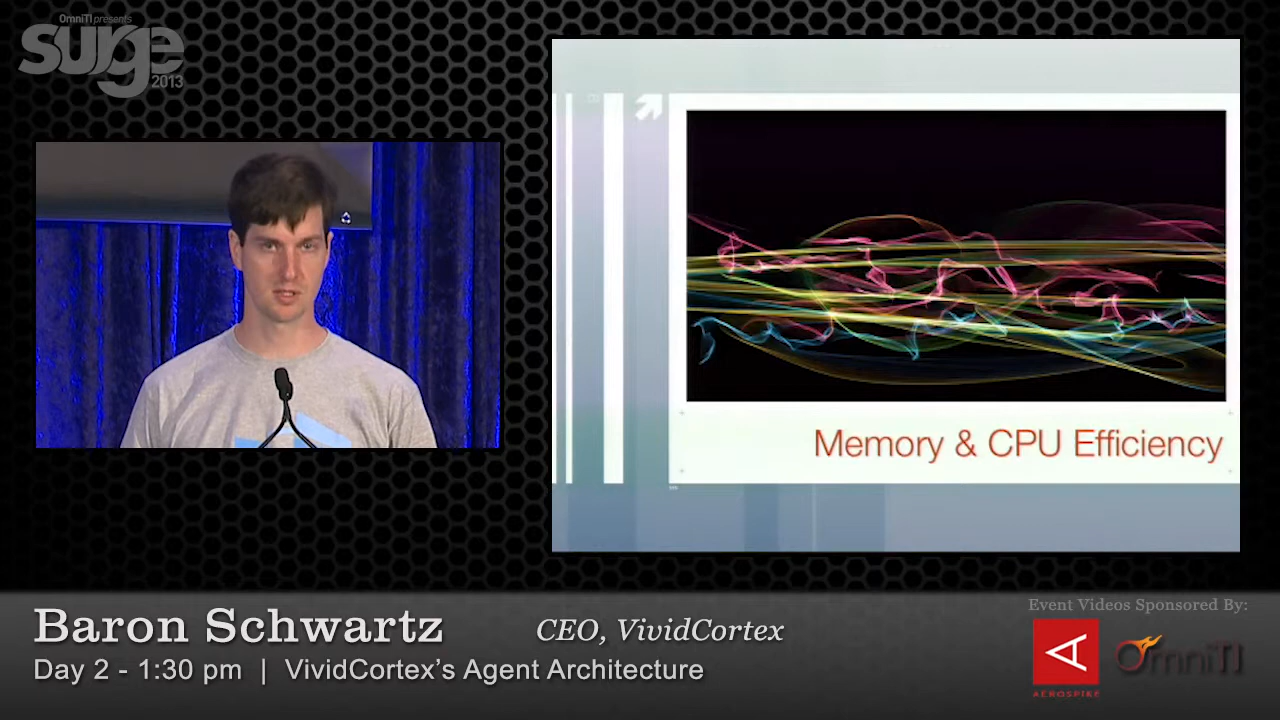 OmniTI presents
surge
2013
Memory & CPU Efficiency
Baron Schwartz
CEO, VividCortex
Day 2 - 1:30 pm | VividCortex's Agent Architecture
Event Videos Sponsored By:
AEROSPIKE
OmniTI